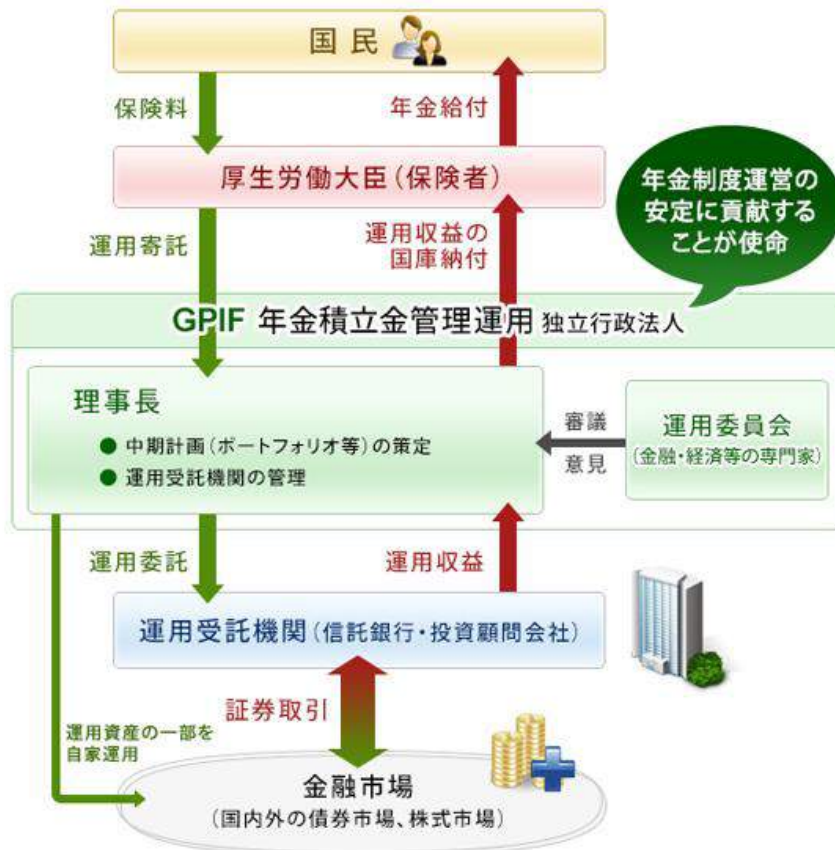 国民
保険料
年金給付
厚生労働大臣(保険者)
年金制度運営の
安定に貢献する
ことが使命
運用寄託
運用収益の
国庫納付
GPIF 年金積立金管理運用 独立行政法人
理事長
● 中期計画(ポートフォリオ等)の策定
● 運用受託機関の管理
審議
意見
運用委員会
(金融・経済等の専門家)
運用委託
運用収益
運用受託機関(信託銀行・投資顧問会社)
証券取引
運用資産の一部を
自家運用
金融市場
(国内外の債券市場、株式市場)